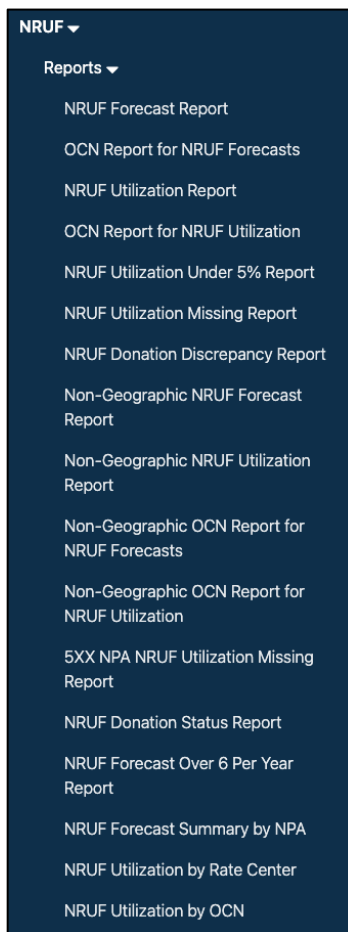 NRUF
Reports
NRUF Forecast Report
OCN Report for NRUF Forecasts
NRUF Utilization Report
OCN Report for NRUF Utilization
NRUF Utilization Under 5% Report
NRUF Utilization Missing Report
NRUF Donation Discrepancy Report
Non-Geographic NRUF Forecast
Report
Non-Geographic NRUF Utilization
Report
Non-Geographic OCN Report for
NRUF Forecasts
Non-Geographic OCN Report for
NRUF Utilization
5XX NPA NRUF Utilization Missing
Report
NRUF Donation Status Report
NRUF Forecast Over 6 Per Year
Report
NRUF Forecast Summary by NPA
NRUF Utilization by Rate Center
NRUF Utilization by OCN